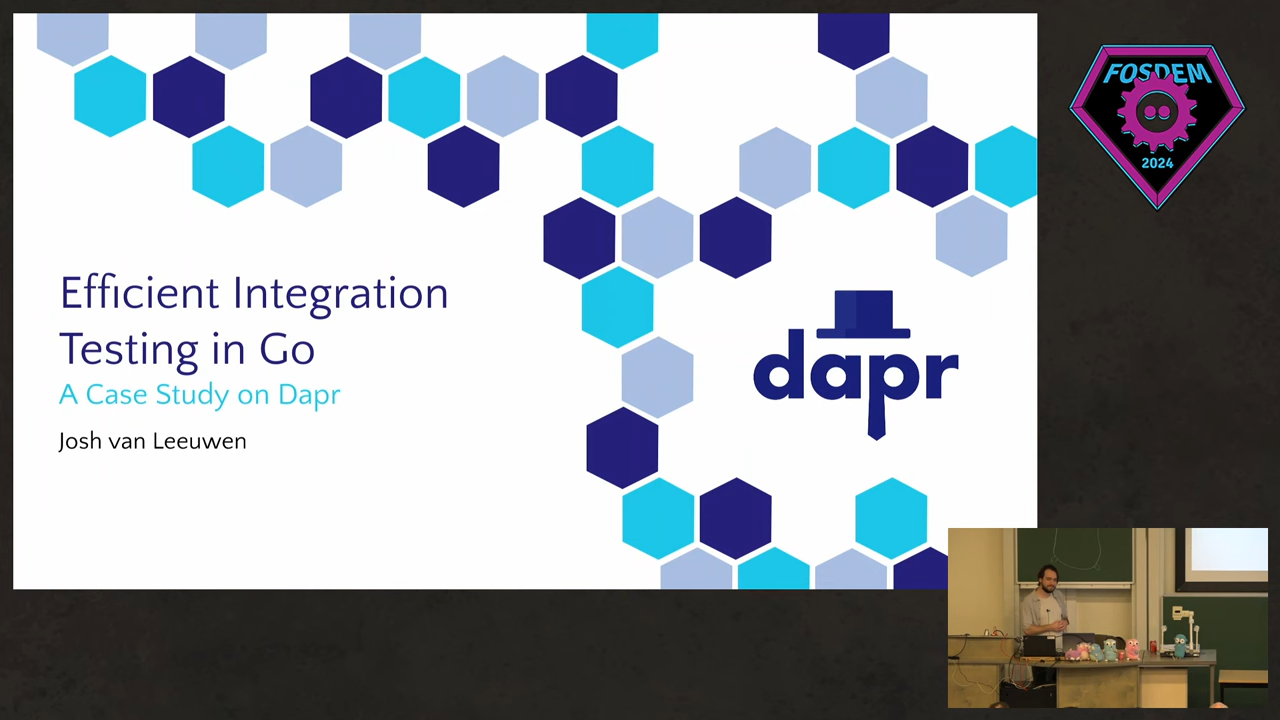 FOSDEM
2024
Efficient Integration
Testing in Go
A Case Study on Dapr
Josh van Leeuwen
dapr